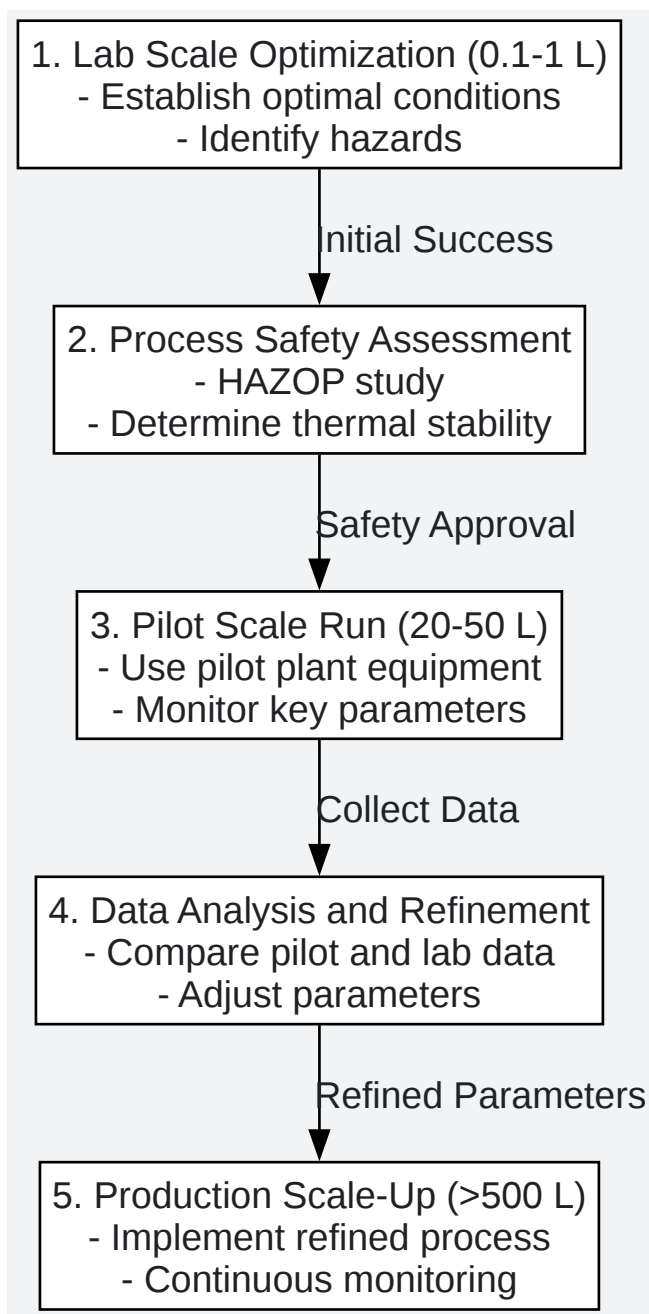 1. Lab Scale Optimization (0.1-1 L)
- Establish optimal conditions
- Identify hazards
Initial Success
2. Process Safety Assessment
- HAZOP study
- Determine thermal stability
Safety Approval
3. Pilot Scale Run (20-50 L)
- Use pilot plant equipment
- Monitor key parameters
Collect Data
4. Data Analysis and Refinement
- Compare pilot and lab data
- Adjust parameters
Refined Parameters
5. Production Scale-Up (>500 L)
- Implement refined process
- Continuous monitoring